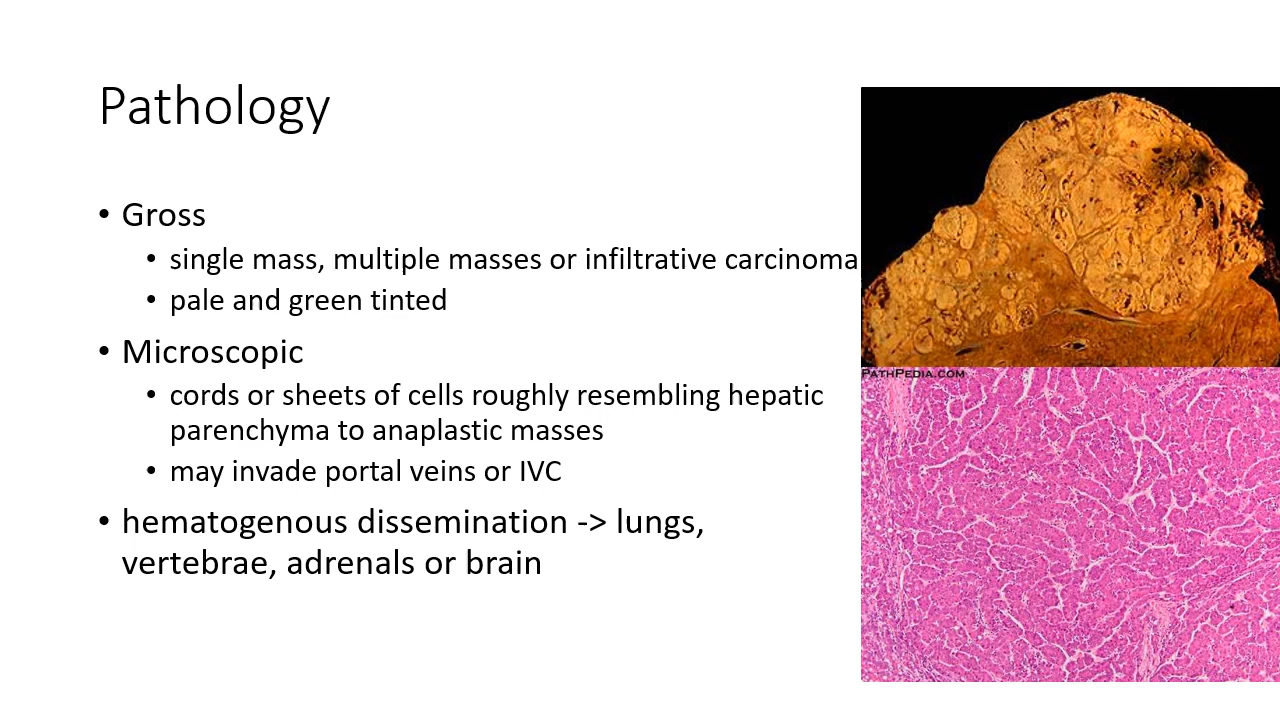 Pathology
• Gross
• single mass, multiple masses or infiltrative carcinoma
• pale and green tinted
• Microscopic
• cords or sheets of cells roughly resembling hepatic
parenchyma to anaplastic masses
• may invade portal veins or IVC
• hematogenous dissemination -> lungs,
vertebrae, adrenals or brain
PATHPEDIA.COM